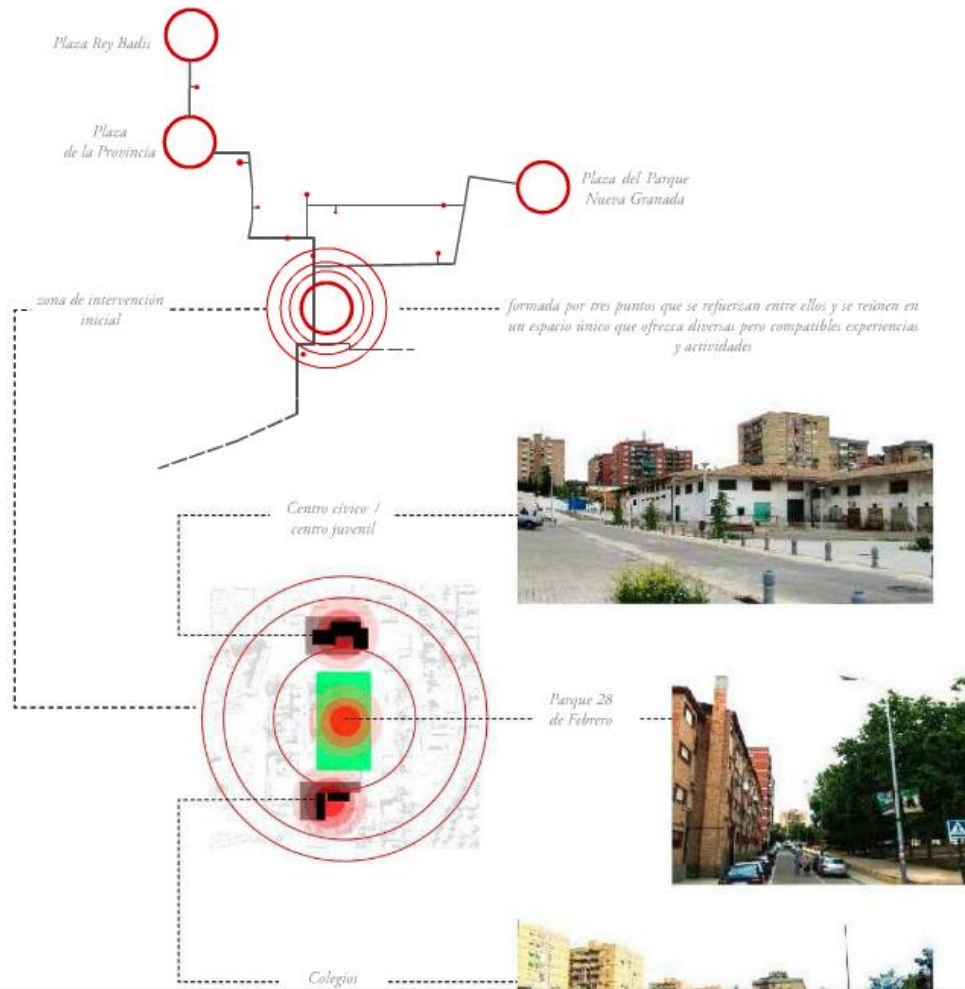 Plaza Rey Badis
Plaza
de la Provincia
Plaza del Parque
Nueva Granada
zona de intervención
inicial
formada por tres puntos que se refuerzan entre ellos y se reúnen en
un espacio único que ofrezca diversas pero compatibles experiencias
y actividades
Centro cívico /
centro juvenil
Parque 28
de Febrero
Colegios